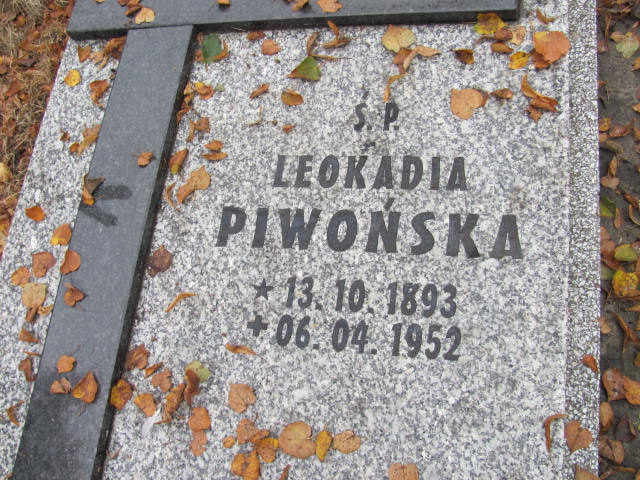 Ś. P.
LEOKADIA
PIWOŃSKA
★ 13. 10. 1893
+ 06. 04. 1952